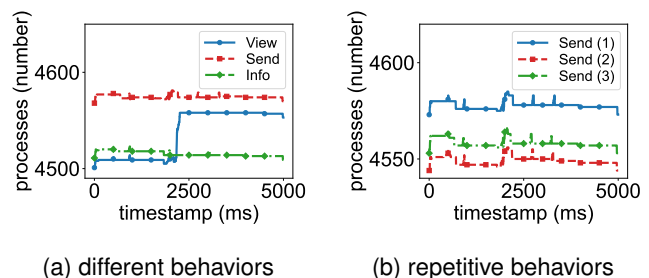 processes (number)
4600
4500
View
Send
Info
0
2500
5000
timestamp (ms)
(a) different behaviors
processes (number)
4600
4550
Send (1)
Send (2)
Send (3)
0
2500
5000
timestamp (ms)
(b) repetitive behaviors